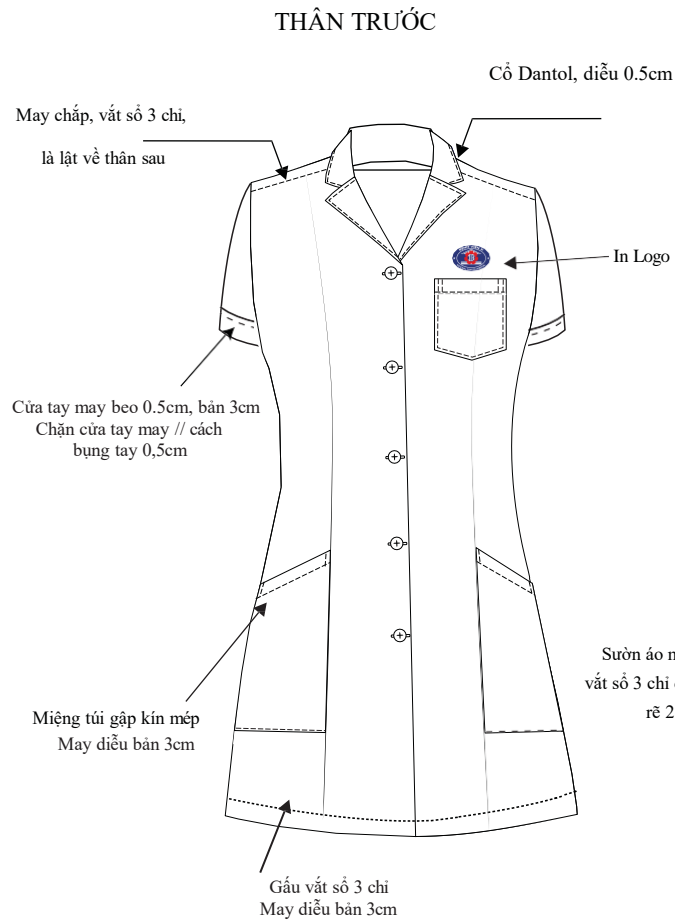 THÂN TRƯỚC
Cổ Dantol, diễu 0.5cm
May chắp, vắt sổ 3 chỉ,
là lật về thân sau
In Logo
Cửa tay may beo 0.5cm, bản 3cm
Chặn cửa tay may // cách
bụng tay 0,5cm
Sườn áo
vắt sổ 3 chỉ
rẽ 2
Miệng túi gập kín mép
May diễu bản 3cm
Gấu vắt sổ 3 chỉ
May diễu bản 3cm